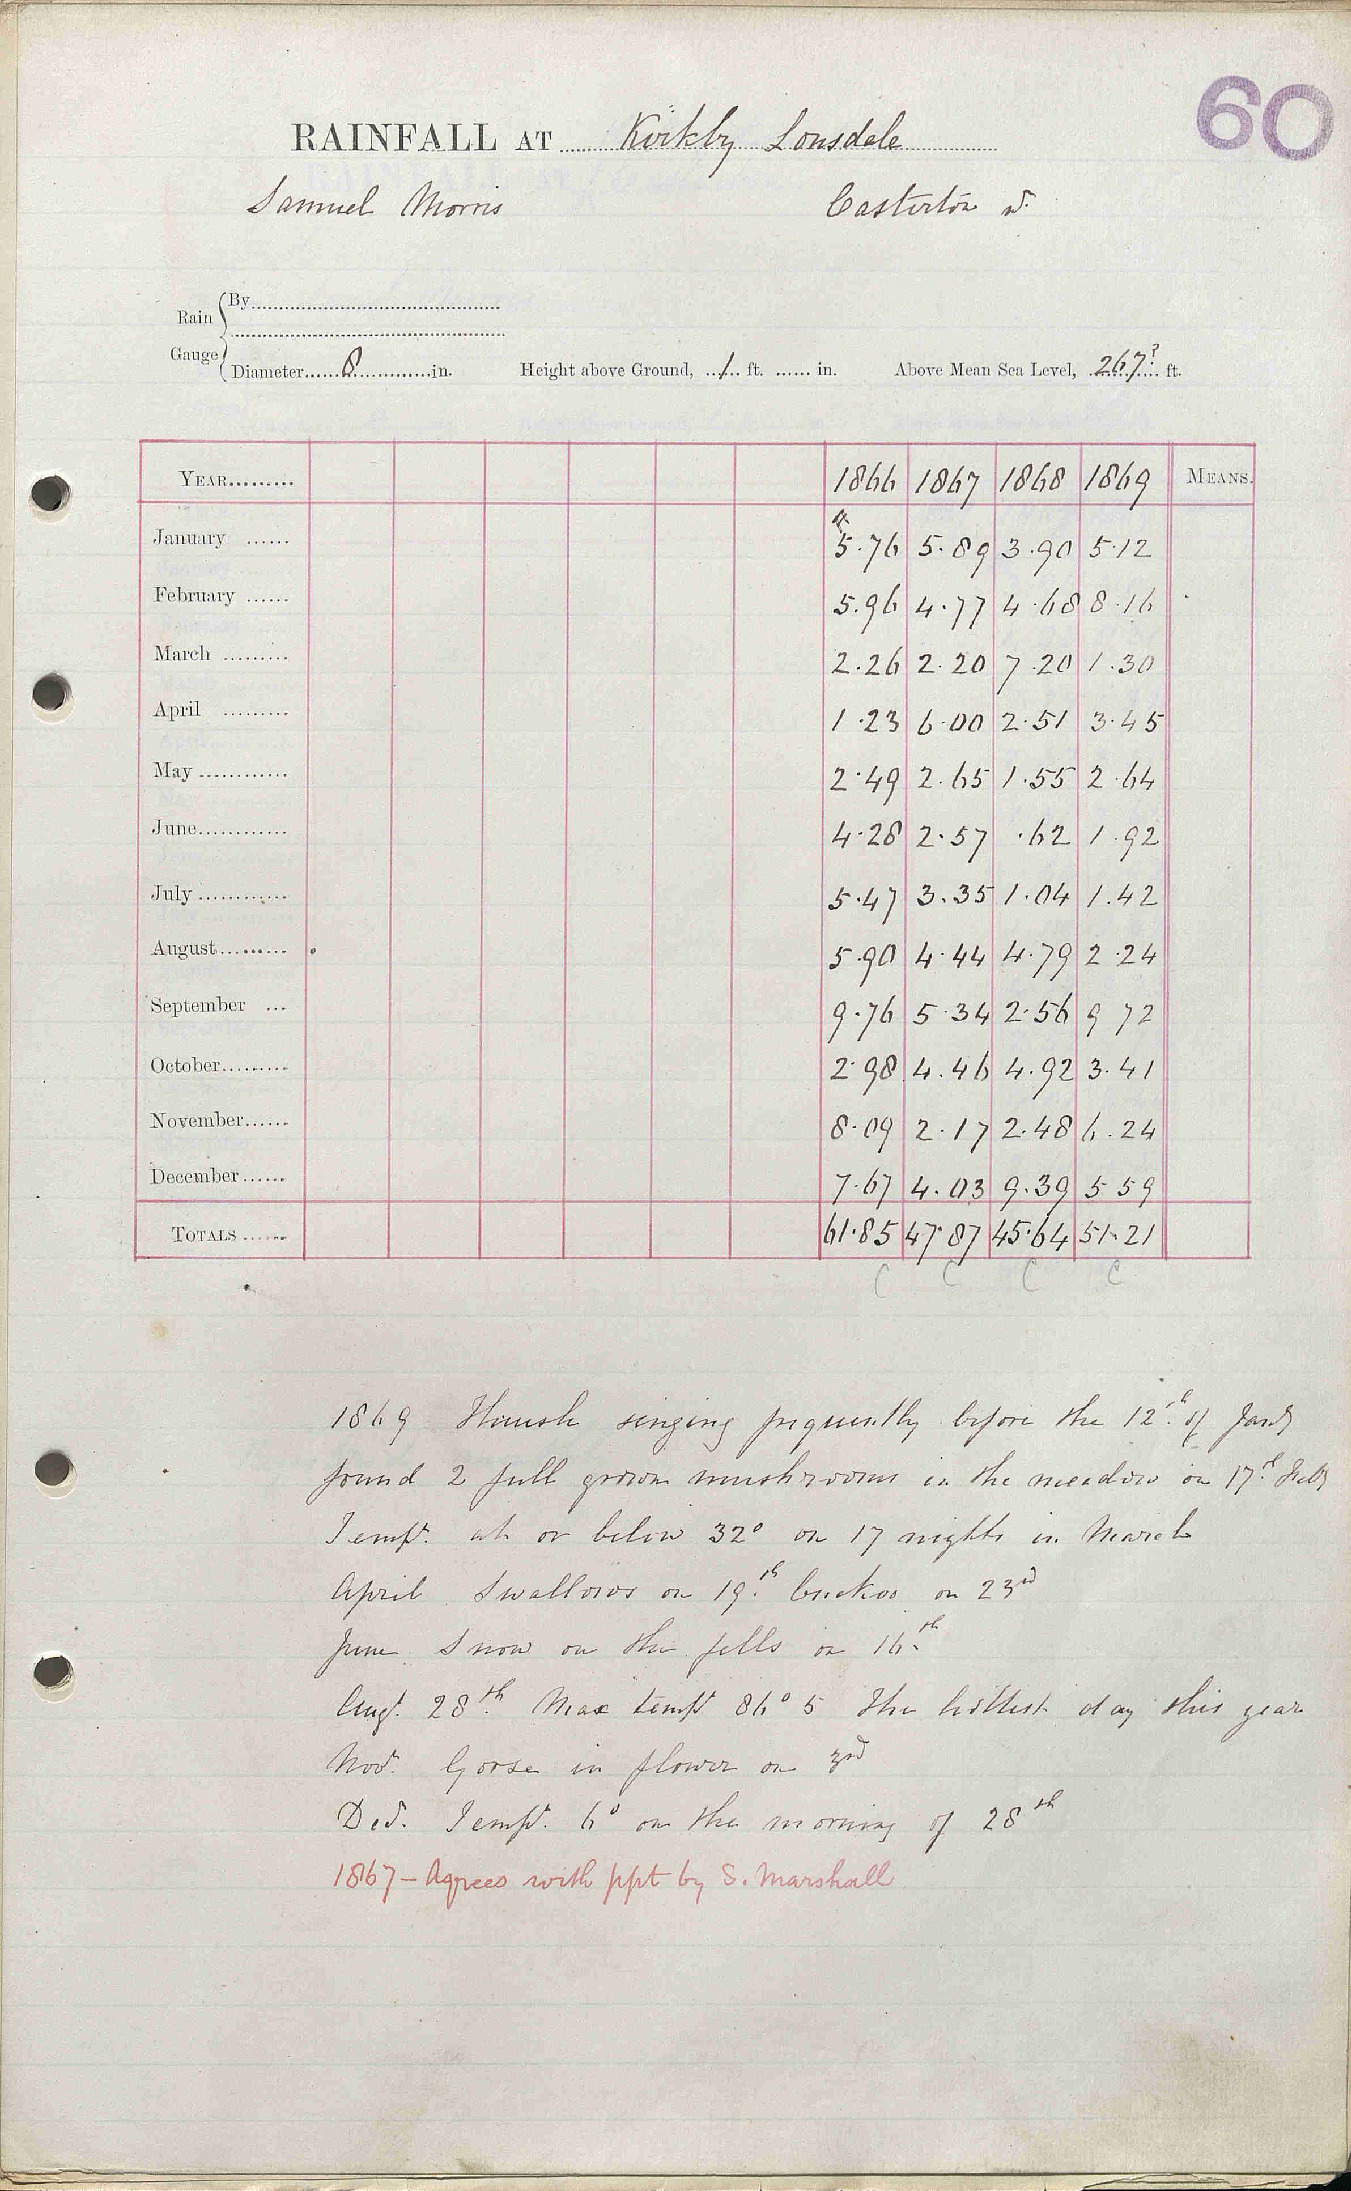 60
RAINFALL AT Kirkby Lonsdale
Samuel Morris Casterton
Rain Gauge By
Diameter 8 in. Height above Ground, 1 ft. in. Above Mean Sea Level, 267? ft.
YEAR 1866 1867 1868 1869 MEANS.
January 5.76 5.89 3.90 5.12
February 5.96 4.77 4.68 8.16
March 2.26 2.20 7.20 1.30
April 1.23 6.00 2.51 3.45
May 2.49 2.65 1.55 2.64
June 4.28 2.57 .62 1.92
July 5.47 3.35 1.04 1.42
August 5.90 4.44 4.79 2.24
September 9.76 5.34 2.56 9 72
October 2.98 4.46 4.92 3.41
November 8.09 2.17 2.48 6.24
December 7.67 4.03 9.39 5 59
TOTALS 61.85 47.87 45.64 51.21
C C C C
1869 Thrush singing frequently before the 12th of Jany
found 2 full grown mushrooms in the meadow on 17th July
Tempr. at or below 32° on 17 nights in March
April Swallows on 19th Cuckoo on 23rd
June Snow on the fells on 16th
Augt. 28th Max tempr 86°5 the hottest day this year
Novr. Gorse in flower on 3rd
Decr. Tempr. 6° on the morning of 28th
1867 - Agrees with ppt by S. Marshall